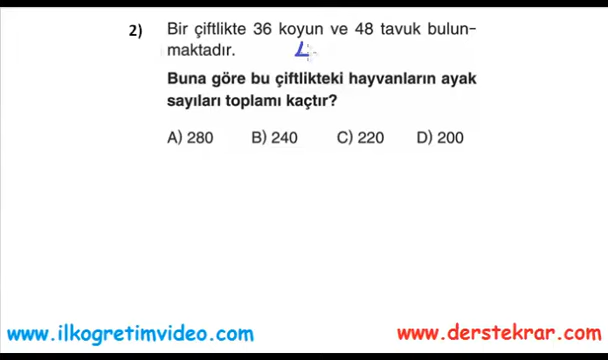 2) Bir çiftlikte 36 koyun ve 48 tavuk bulun-
maktadır.
4
Buna göre bu çiftlikteki hayvanların ayak
sayıları toplamı kaçtır?
A) 280 B) 240 C) 220 D) 200
www.ilkogretimvideo.com www.derstekrar.com